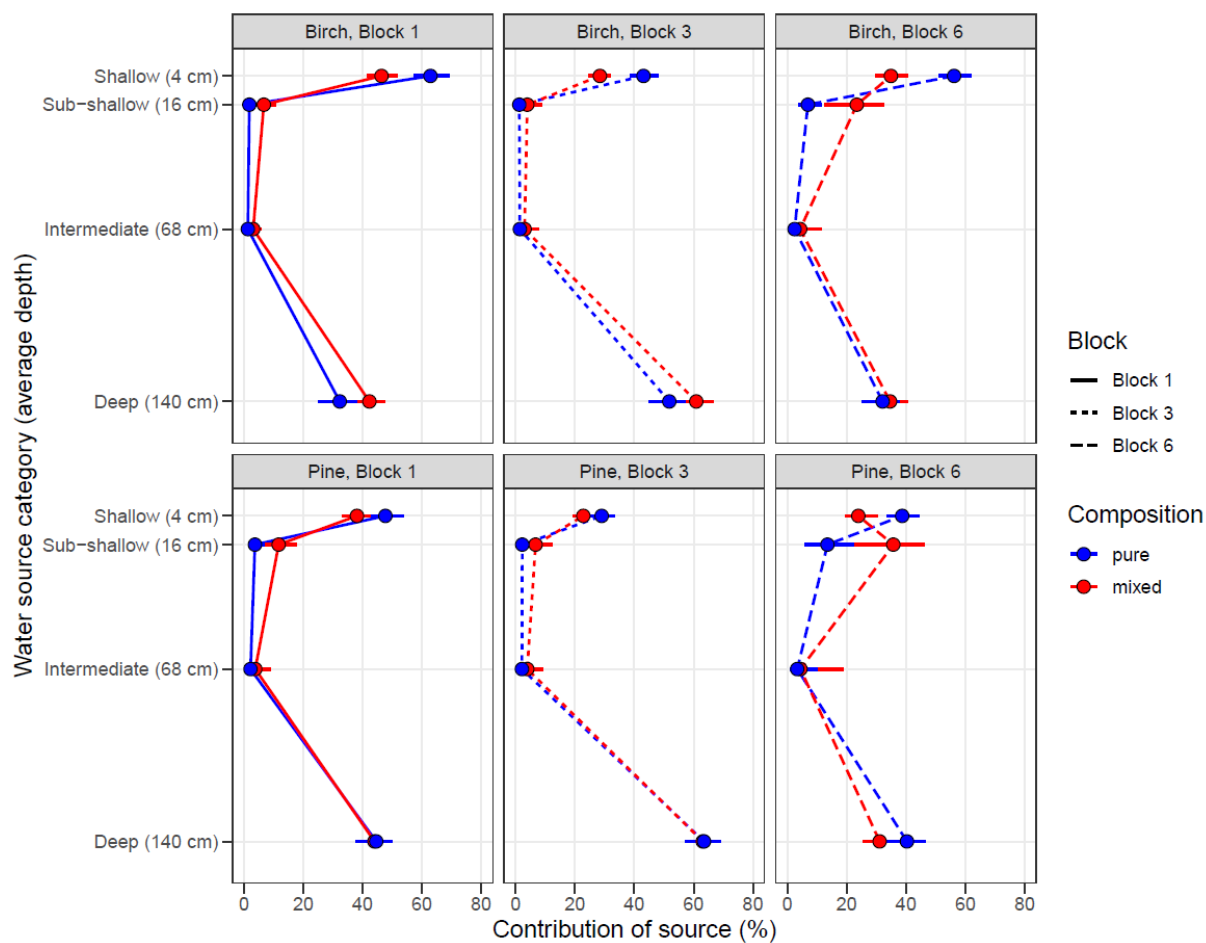 Birch, Block 1
Birch, Block 3
Birch, Block 6
Shallow (4 cm)
Sub−shallow (16 cm)
Intermediate (68 cm)
Deep (140 cm)
Pine, Block 1
Pine, Block 3
Pine, Block 6
Shallow (4 cm)
Sub−shallow (16 cm)
Intermediate (68 cm)
Deep (140 cm)
0 20 40 60 80
0 20 40 60 80
0 20 40 60 80
Contribution of source (%)
Water source category (average depth)
Block
Block 1
Block 3
Block 6
Composition
pure
mixed